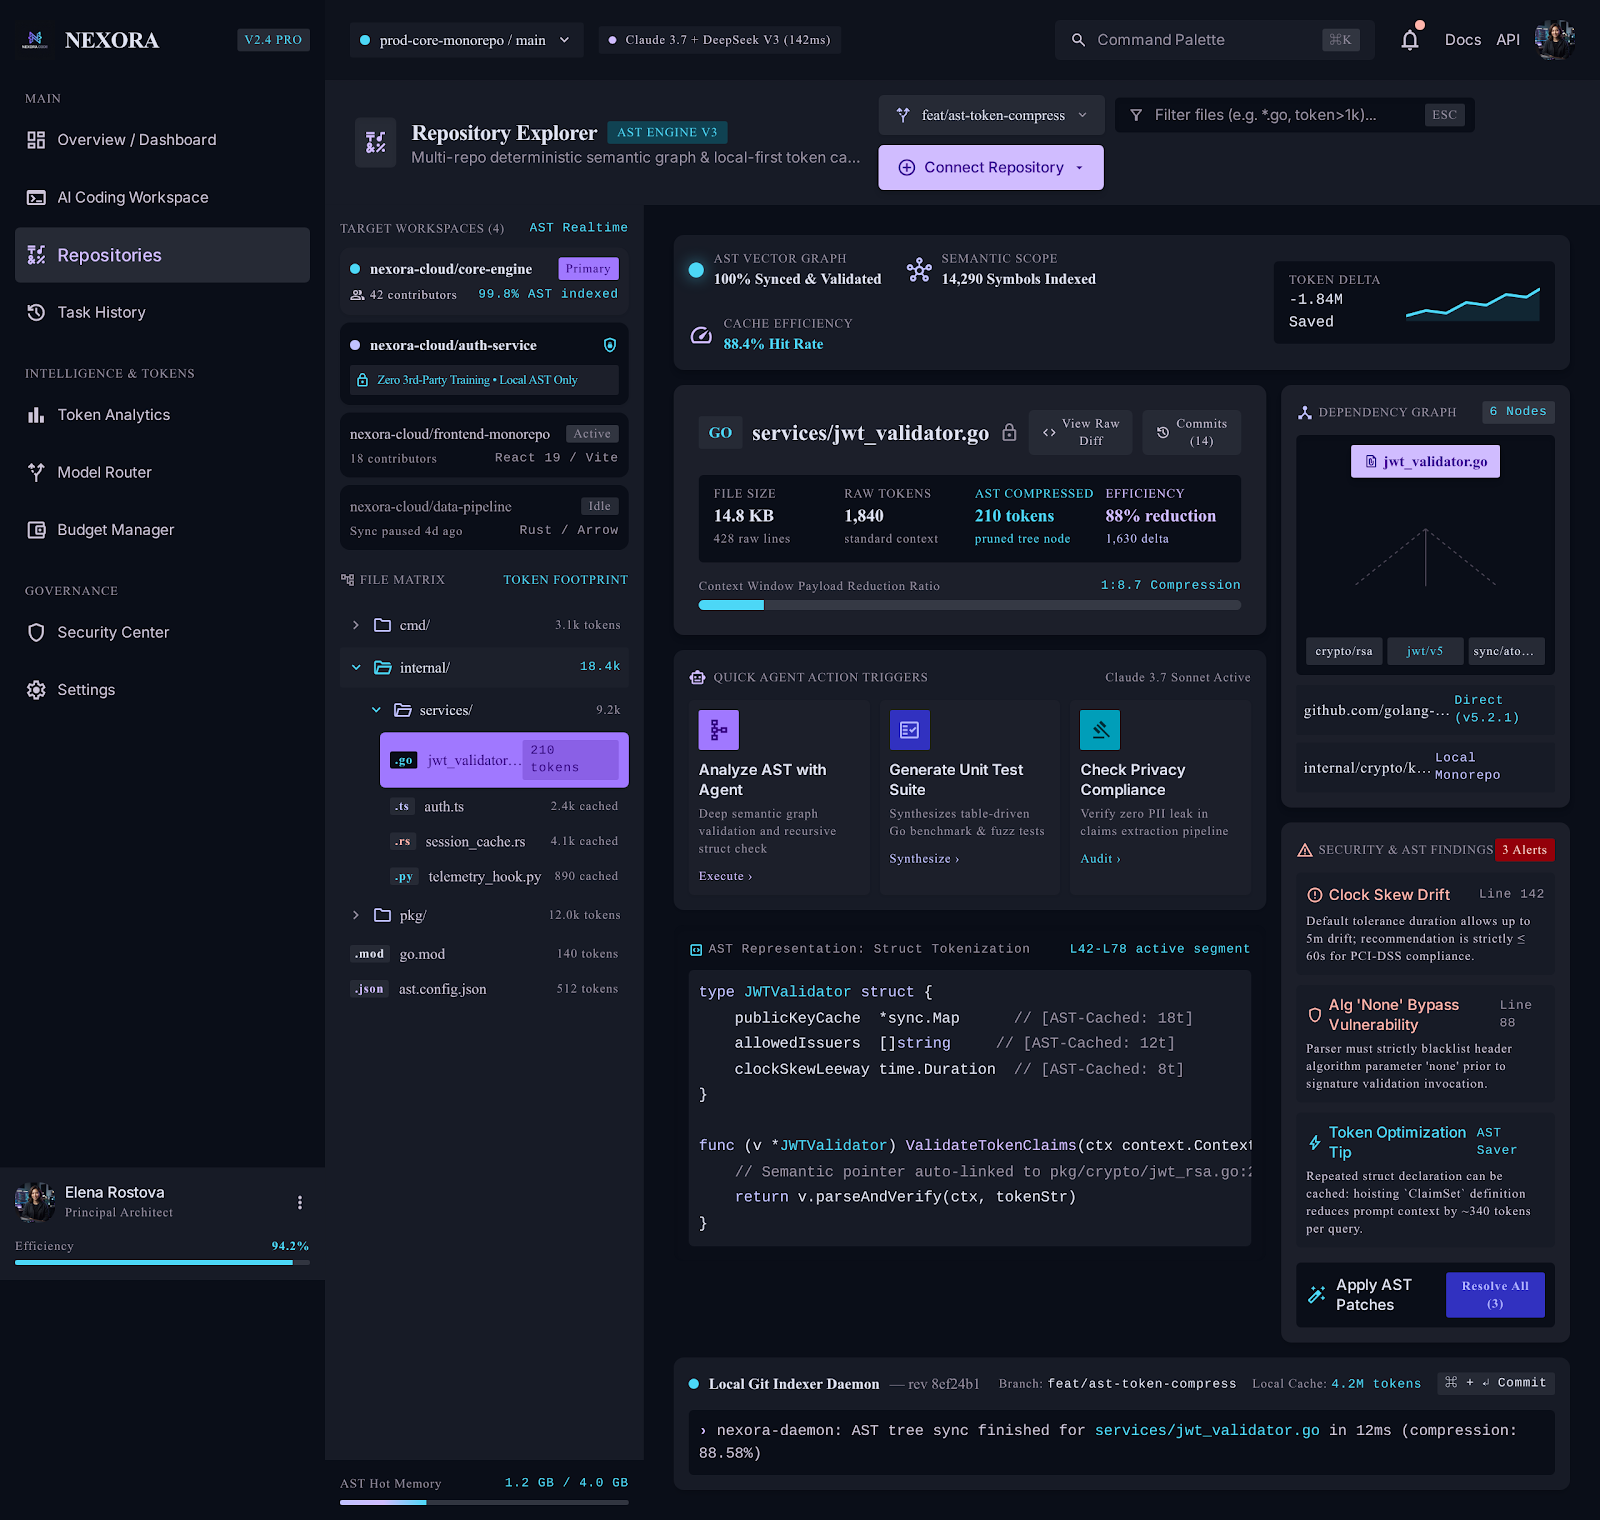 NEXORA
V2.4 PRO
MAIN
Overview / Dashboard
AI Coding Workspace
Repositories
Task History
INTELLIGENCE & TOKENS
Token Analytics
Model Router
Budget Manager
GOVERNANCE
Security Center
Settings
Elena Rostova
Principal Architect
Efficiency
94.2%
prod-core-monorepo / main
Claude 3.7 + DeepSeek V3 (142ms)
Command Palette
⌘K
Docs
API
Repository Explorer
AST ENGINE V3
Multi-repo deterministic semantic graph & local-first token ca...
feat/ast-token-compress
Filter files (e.g. *.go, token>1k)...
ESC
Connect Repository
TARGET WORKSPACES (4)
AST Realtime
nexora-cloud/core-engine
Primary
42 contributors
99.8% AST indexed
nexora-cloud/auth-service
Zero 3rd-Party Training • Local AST Only
nexora-cloud/frontend-monorepo
Active
18 contributors
React 19 / Vite
nexora-cloud/data-pipeline
Idle
Sync paused 4d ago
Rust / Arrow
FILE MATRIX
TOKEN FOOTPRINT
cmd/
3.1k tokens
internal/
18.4k
services/
9.2k
.go
jwt_validator...
210
tokens
.ts
auth.ts
2.4k cached
.rs
session_cache.rs
4.1k cached
.py
telemetry_hook.py
890 cached
pkg/
12.0k tokens
.mod
go.mod
140 tokens
.json
ast.config.json
512 tokens
AST Hot Memory
1.2 GB / 4.0 GB
AST VECTOR GRAPH
100% Synced & Validated
SEMANTIC SCOPE
14,290 Symbols Indexed
CACHE EFFICIENCY
88.4% Hit Rate
TOKEN DELTA
-1.84M
Saved
GO
services/jwt_validator.go
View Raw
Diff
Commits
(14)
FILE SIZE
14.8 KB
428 raw lines
RAW TOKENS
1,840
standard context
AST COMPRESSED
210 tokens
pruned tree node
EFFICIENCY
88% reduction
1,630 delta
Context Window Payload Reduction Ratio
1:8.7 Compression
QUICK AGENT ACTION TRIGGERS
Claude 3.7 Sonnet Active
Analyze AST with
Agent
Deep semantic graph
validation and recursive
struct check
Execute ›
Generate Unit Test
Suite
Synthesizes table-driven
Go benchmark & fuzz tests
Synthesize ›
Check Privacy
Compliance
Verify zero PII leak in
claims extraction pipeline
Audit ›
AST Representation: Struct Tokenization
L42-L78 active segment
type JWTValidator struct {
publicKeyCache  *sync.Map      // [AST-Cached: 18t]
allowedIssuers  []string     // [AST-Cached: 12t]
clockSkewLeeway time.Duration  // [AST-Cached: 8t]
}
func (v *JWTValidator) ValidateTokenClaims(ctx context.Context
// Semantic pointer auto-linked to pkg/crypto/jwt_rsa.go:2
return v.parseAndVerify(ctx, tokenStr)
}
DEPENDENCY GRAPH
6 Nodes
jwt_validator.go
crypto/rsa
jwt/v5
sync/ato...
github.com/golang-...
Direct
(v5.2.1)
internal/crypto/k...
Local
Monorepo
SECURITY & AST FINDINGS
3 Alerts
Clock Skew Drift
Line 142
Default tolerance duration allows up to
5m drift; recommendation is strictly ≤
60s for PCI-DSS compliance.
Alg 'None' Bypass
Vulnerability
Line
88
Parser must strictly blacklist header
algorithm parameter 'none' prior to
signature validation invocation.
Token Optimization
Tip
AST
Saver
Repeated struct declaration can be
cached: hoisting `ClaimSet` definition
reduces prompt context by ~340 tokens
per query.
Apply AST
Patches
Resolve All
(3)
Local Git Indexer Daemon
— rev 8ef24b1
Branch: feat/ast-token-compress
Local Cache: 4.2M tokens
⌘ + ↲ Commit
› nexora-daemon: AST tree sync finished for services/jwt_validator.go in 12ms (compression:
88.58%)